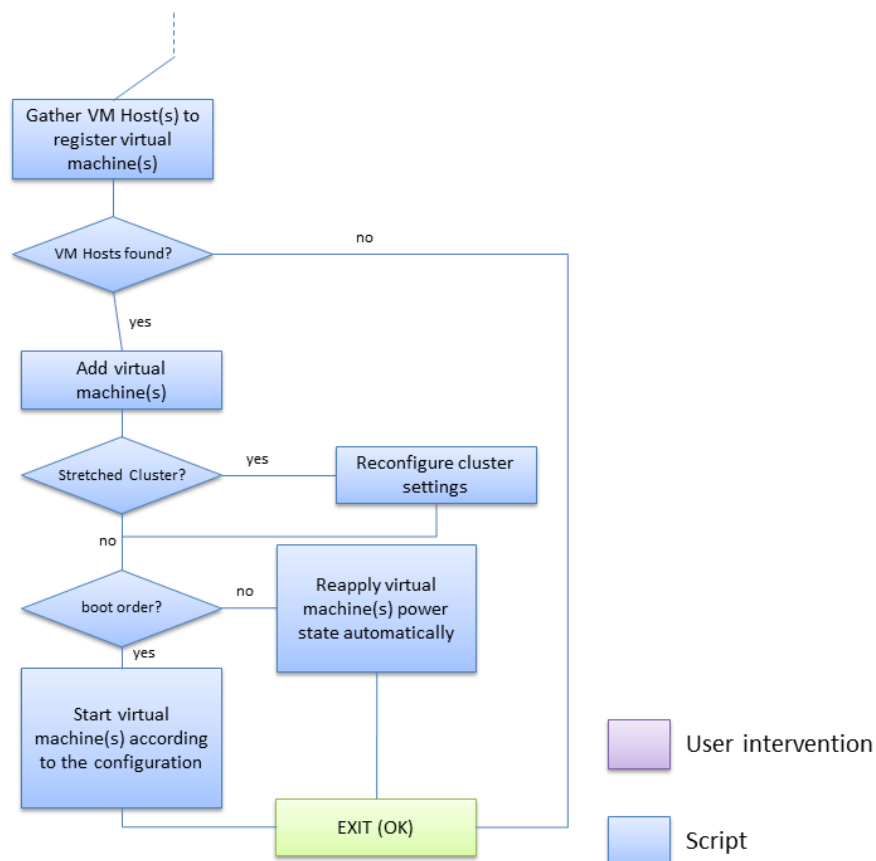 Gather VM Host(s) to
register virtual
machine(s)
VM Hosts found?
no
yes
Add virtual
machine(s)
Stretched Cluster?
yes
Reconfigure cluster
settings
no
boot order?
no
Reapply virtual
machine(s) power
state automatically
yes
Start virtual
machine(s) according
to the configuration
EXIT (OK)
User intervention
Script